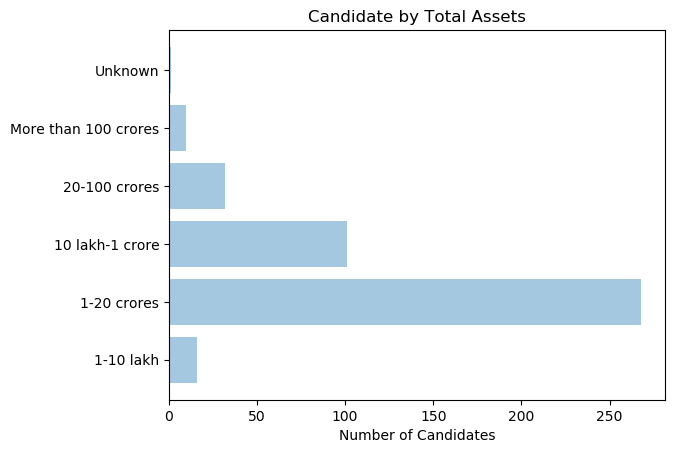 Candidate by Total Assets
Unknown
More than 100 crores
20-100 crores
10 lakh-1 crore
1-20 crores
1-10 lakh
0 50 100 150 200 250
Number of Candidates